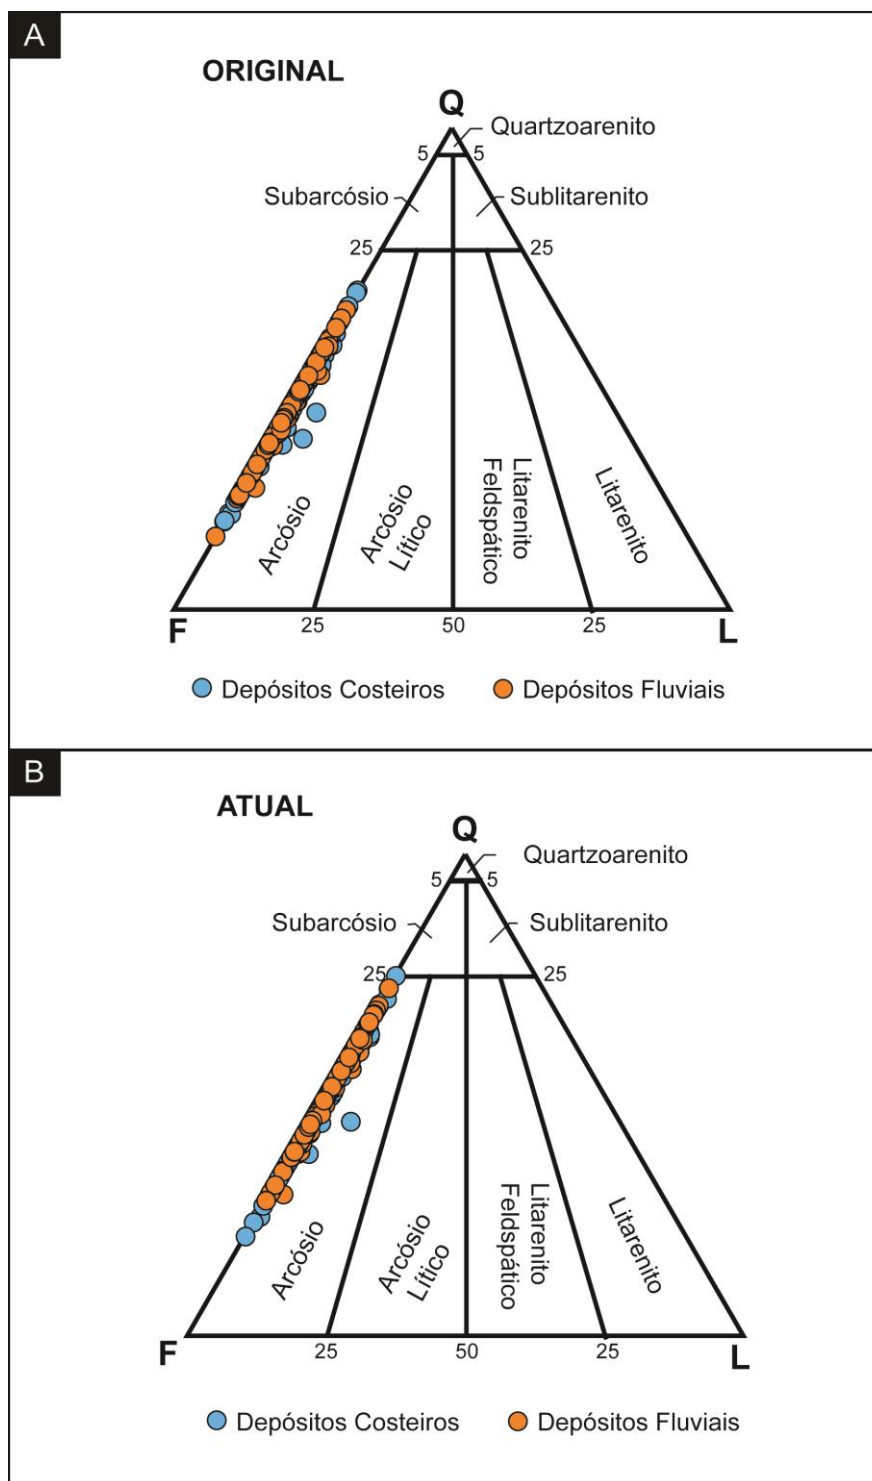 A
ORIGINAL
Q
Quartzoarenito
5
5
Subarcósio
Sublitarenito
25
25
Arcósio
Arcósio
Lítico
Litarenito
Feldspático
Litarenito
F
25
50
25
L
Depósitos Costeiros
Depósitos Fluviais
B
ATUAL
Q
Quartzoarenito
5
5
Subarcósio
Sublitarenito
25
25
Arcósio
Arcósio
Lítico
Litarenito
Feldspático
Litarenito
F
25
50
25
L
Depósitos Costeiros
Depósitos Fluviais